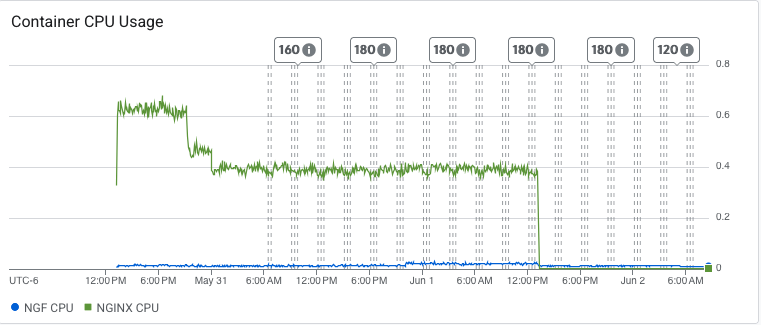 Container CPU Usage
160 180 180 180 180 120
0.8
0.6
0.4
0.2
0
UTC-6 12:00 PM 6:00 PM May 31 6:00 AM 12:00 PM 6:00 PM Jun 1 6:00 AM 12:00 PM 6:00 PM Jun 2 6:00 AM
NGF CPU NGINX CPU